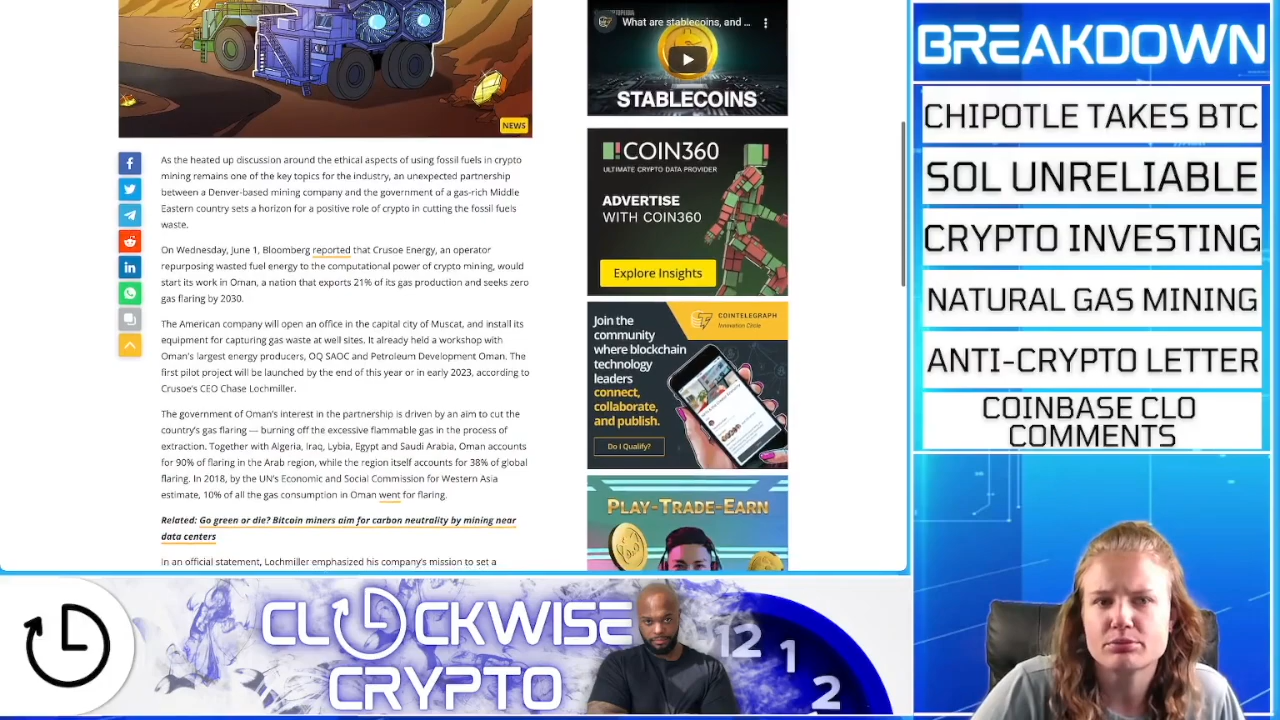 NEWS
As the heated up discussion around the ethical aspects of using fossil fuels in crypto
mining remains one of the key topics for the industry, an unexpected partnership
between a Denver-based mining company and the government of a gas-rich Middle
Eastern country sets a horizon for a positive role of crypto in cutting the fossil fuels
waste.
On Wednesday, June 1, Bloomberg reported that Crusoe Energy, an operator
repurposing wasted fuel energy to the computational power of crypto mining, would
start its work in Oman, a nation that exports 21% of its gas production and seeks zero
gas flaring by 2030.
The American company will open an office in the capital city of Muscat, and install its
equipment for capturing gas waste at well sites. It already held a workshop with
Oman's largest energy producers, OQ SAOC and Petroleum Development Oman. The
first pilot project will be launched by the end of this year or in early 2023, according to
Crusoe's CEO Chase Lochmiller.
The government of Oman's interest in the partnership is driven by an aim to cut the
country's gas flaring — burning off the excessive flammable gas in the process of
extraction. Together with Algeria, Iraq, Lybia, Egypt and Saudi Arabia, Oman accounts
for 90% of flaring in the Arab region, while the region itself accounts for 38% of global
flaring. In 2018, by the UN's Economic and Social Commission for Western Asia
estimate, 10% of all the gas consumption in Oman went for flaring.
Related: Go green or die? Bitcoin miners aim for carbon neutrality by mining near
data centers
In an official statement, Lochmiller emphasized his company's mission to set a
What are stablecoins, and ...
STABLECOINS
COIN360
ULTIMATE CRYPTO DATA PROVIDER
ADVERTISE
WITH COIN360
Explore Insights
COINTELEGRAPH
Innovation Circle
Join the
community
where blockchain
technology
leaders
connect,
collaborate,
and publish.
Do I Qualify?
PLAY-TRADE-EARN
BREAKDOWN
CHIPOTLE TAKES BTC
SOL UNRELIABLE
CRYPTO INVESTING
NATURAL GAS MINING
ANTI-CRYPTO LETTER
COINBASE CLO
COMMENTS
CLOCKWISE
CRYPTO
12
1
2